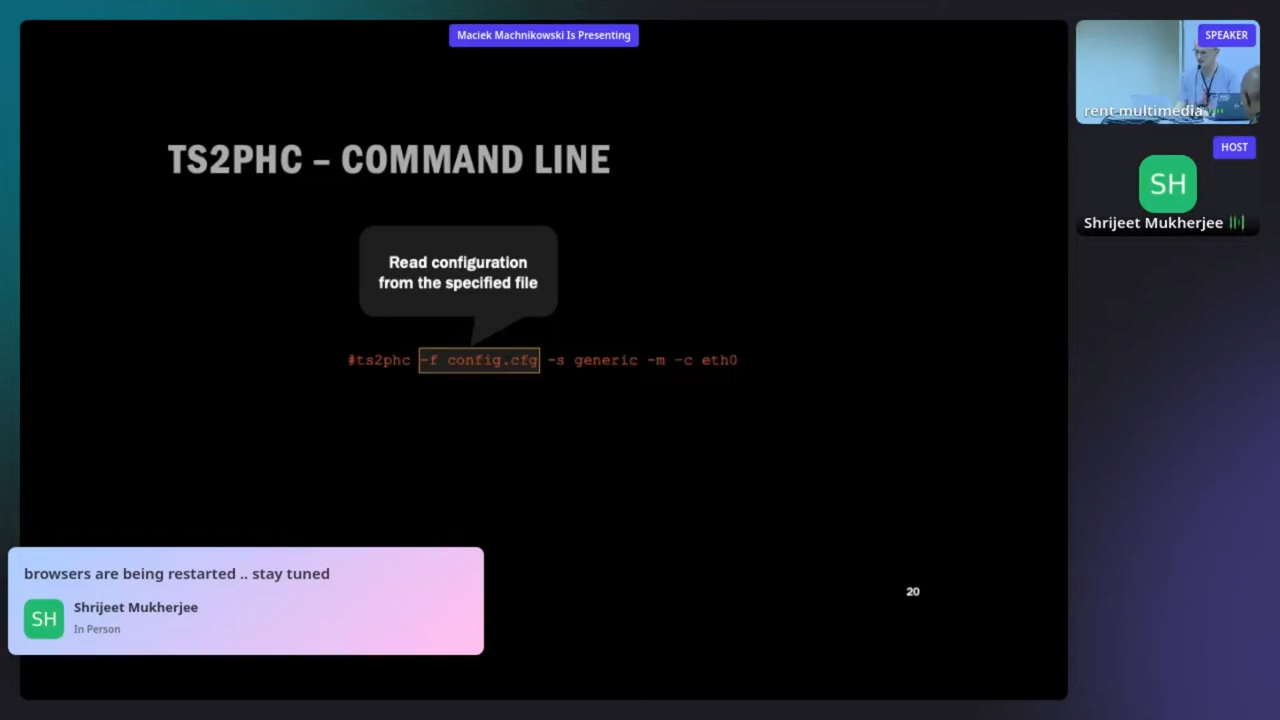 Maciek Machnikowski Is Presenting
SPEAKER
rent-multimedia
HOST
SH
Shrijeet Mukherjee
TS2PHC – COMMAND LINE
Read configuration
from the specified file
#ts2phc -f config.cfg -s generic -m -c eth0
20
browsers are being restarted .. stay tuned
SH
Shrijeet Mukherjee
In Person